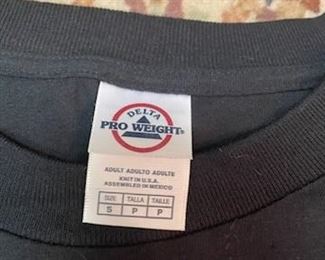 DELTA
PRO WEIGHT®
ADULT ADULTO ADULTE
KNIT IN U.S.A.
ASSEMBLED IN MEXICO
SIZE TALLA TAILLE
S P P